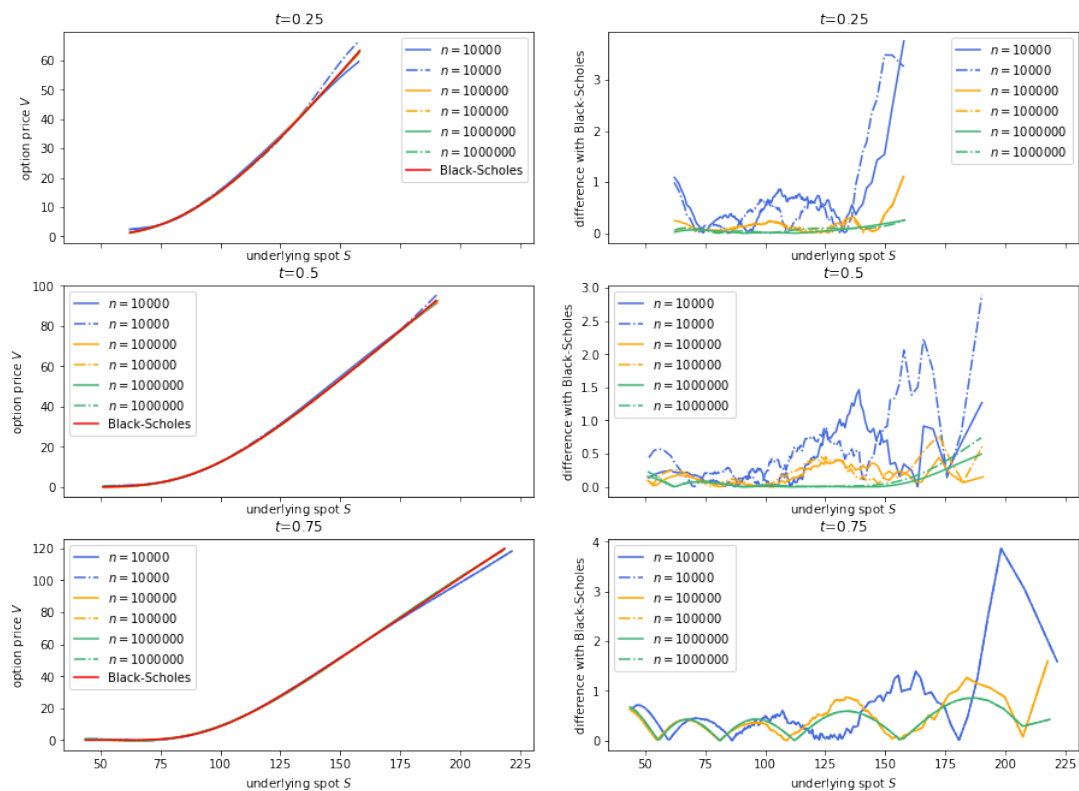 t=0.25
option price V
60
50
40
30
20
10
0
n = 10000
n = 10000
n = 100000
n = 100000
n = 1000000
n = 1000000
Black-Scholes
underlying spot S
t=0.25
difference with Black-Scholes
3
2
1
0
n = 10000
n = 10000
n = 100000
n = 100000
n = 1000000
n = 1000000
underlying spot S
t=0.5
option price V
100
80
60
40
20
0
n = 10000
n = 10000
n = 100000
n = 100000
n = 1000000
n = 1000000
Black-Scholes
underlying spot S
t=0.5
difference with Black-Scholes
3.0
2.5
2.0
1.5
1.0
0.5
0.0
n = 10000
n = 10000
n = 100000
n = 100000
n = 1000000
n = 1000000
underlying spot S
t=0.75
option price V
120
100
80
60
40
20
0
n = 10000
n = 10000
n = 100000
n = 100000
n = 1000000
n = 1000000
Black-Scholes
50 75 100 125 150 175 200 225
underlying spot S
t=0.75
difference with Black-Scholes
4
3
2
1
0
n = 10000
n = 10000
n = 100000
n = 100000
n = 1000000
n = 1000000
50 75 100 125 150 175 200 225
underlying spot S